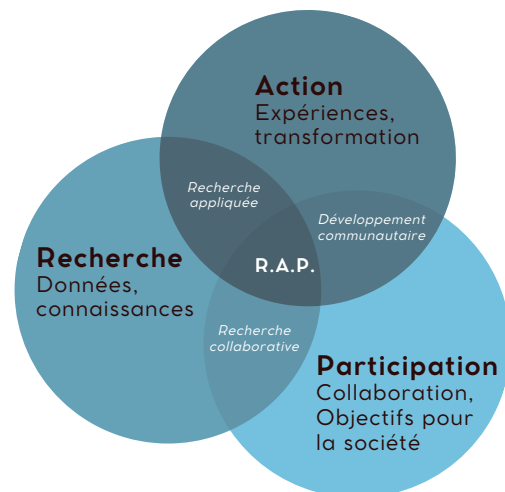 Action
Expériences,
transformation
Recherche
appliquée
Développement
communautaire
R.A.P.
Recherche
Données,
connaissances
Recherche
collaborative
Participation
Collaboration,
Objectifs pour
la société